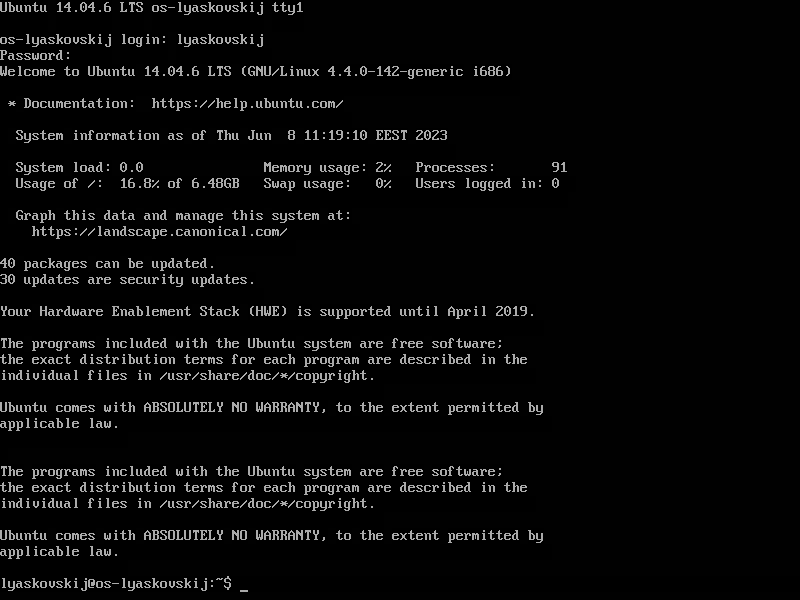 Ubuntu 14.04.6 LTS os-lyaskovskij tty1
os-lyaskovskij login: lyaskovskij
Password:
Welcome to Ubuntu 14.04.6 LTS (GNU/Linux 4.4.0-142-generic i686)
* Documentation:  https://help.ubuntu.com/
System information as of Thu Jun  8 11:19:10 EEST 2023
System load: 0.0               Memory usage: 2%   Processes:       91
Usage of /:  16.8% of 6.48GB   Swap usage:   0%   Users logged in: 0
Graph this data and manage this system at:
https://landscape.canonical.com/
40 packages can be updated.
30 updates are security updates.
Your Hardware Enablement Stack (HWE) is supported until April 2019.
The programs included with the Ubuntu system are free software;
the exact distribution terms for each program are described in the
individual files in /usr/share/doc/*/copyright.
Ubuntu comes with ABSOLUTELY NO WARRANTY, to the extent permitted by
applicable law.
The programs included with the Ubuntu system are free software;
the exact distribution terms for each program are described in the
individual files in /usr/share/doc/*/copyright.
Ubuntu comes with ABSOLUTELY NO WARRANTY, to the extent permitted by
applicable law.
lyaskovskij@os-lyaskovskij:~$ _